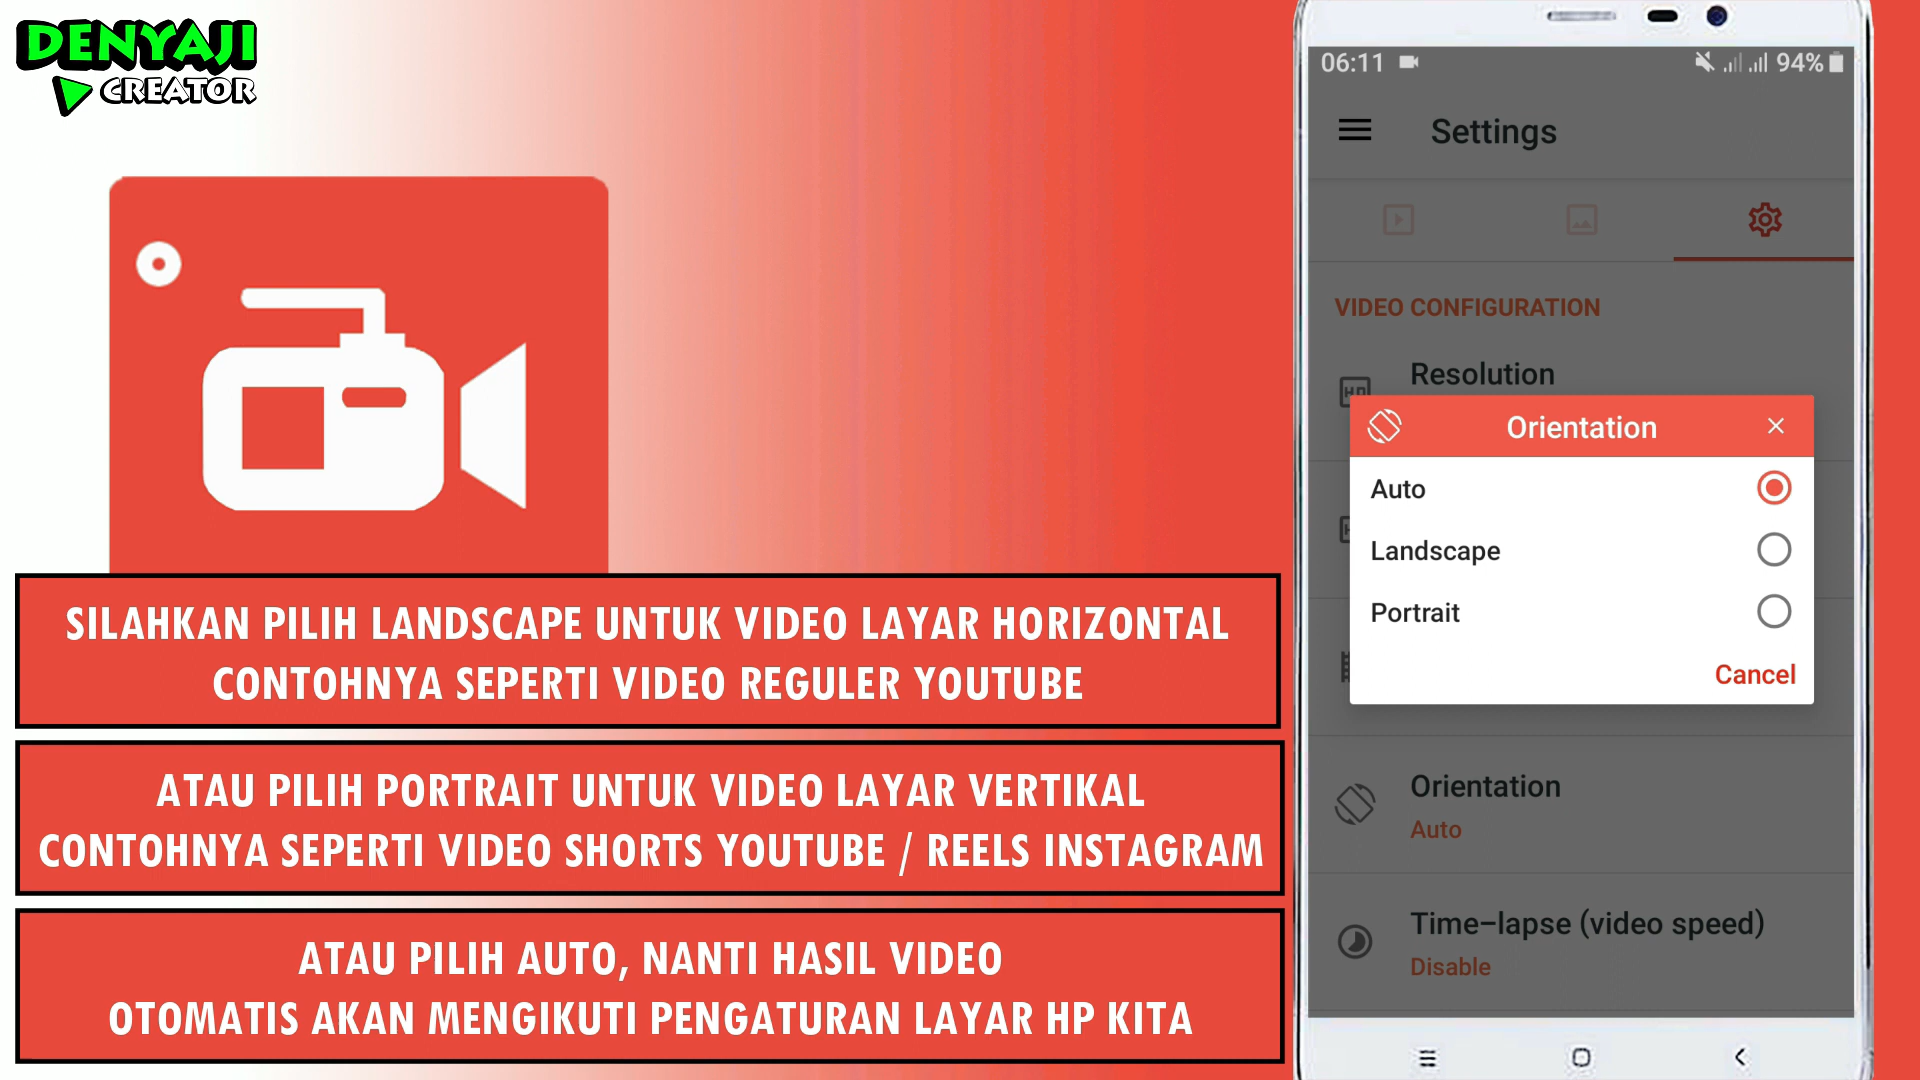 DENYAJI
CREATOR
SILAHKAN PILIH LANDSCAPE UNTUK VIDEO LAYAR HORIZONTAL
CONTOHNYA SEPERTI VIDEO REGULER YOUTUBE
ATAU PILIH PORTRAIT UNTUK VIDEO LAYAR VERTIKAL
CONTOHNYA SEPERTI VIDEO SHORTS YOUTUBE / REELS INSTAGRAM
ATAU PILIH AUTO, NANTI HASIL VIDEO
OTOMATIS AKAN MENGIKUTI PENGATURAN LAYAR HP KITA
06:11
94%
Settings
VIDEO CONFIGURATION
Resolution
Orientation
Auto
Landscape
Portrait
Cancel
Orientation
Auto
Time-lapse (video speed)
Disable